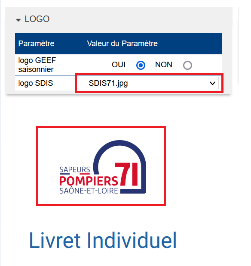 LOGO
Paramètre Valeur du Paramètre
logo GEEF saisonnier OUI NON
logo SDIS SDIS71.jpg
SAPEURS
POMPIERS 71
SAÔNE-ET-LOIRE
Livret Individuel